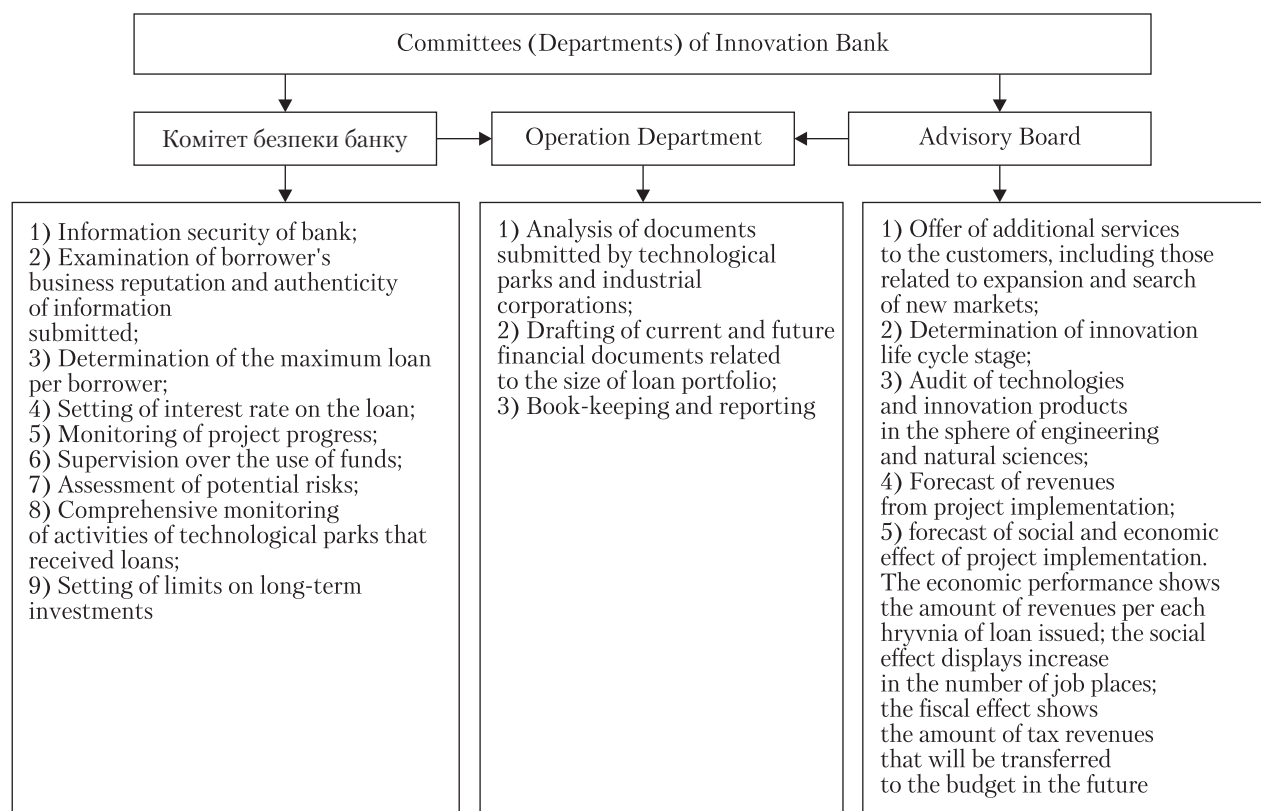 Committees (Departments) of Innovation Bank
Комітет безпеки банку
Operation Department
Advisory Board
1) Information security of bank;
2) Examination of borrower's
business reputation and authenticity
of information
submitted;
3) Determination of the maximum loan
per borrower;
4) Setting of interest rate on the loan;
5) Monitoring of project progress;
6) Supervision over the use of funds;
7) Assessment of potential risks;
8) Comprehensive monitoring
of activities of technological parks that
received loans;
9) Setting of limits on long-term
investments
1) Analysis of documents
submitted by technological
parks and industrial
corporations;
2) Drafting of current and future
financial documents related
to the size of loan portfolio;
3) Book-keeping and reporting
1) Offer of additional services
to the customers, including those
related to expansion and search
of new markets;
2) Determination of innovation
life cycle stage;
3) Audit of technologies
and innovation products
in the sphere of engineering
and natural sciences;
4) Forecast of revenues
from project implementation;
5) forecast of social and economic
effect of project implementation.
The economic performance shows
the amount of revenues per each
hryvnia of loan issued; the social
effect displays increase
in the number of job places;
the fiscal effect shows
the amount of tax revenues
that will be transferred
to the budget in the future